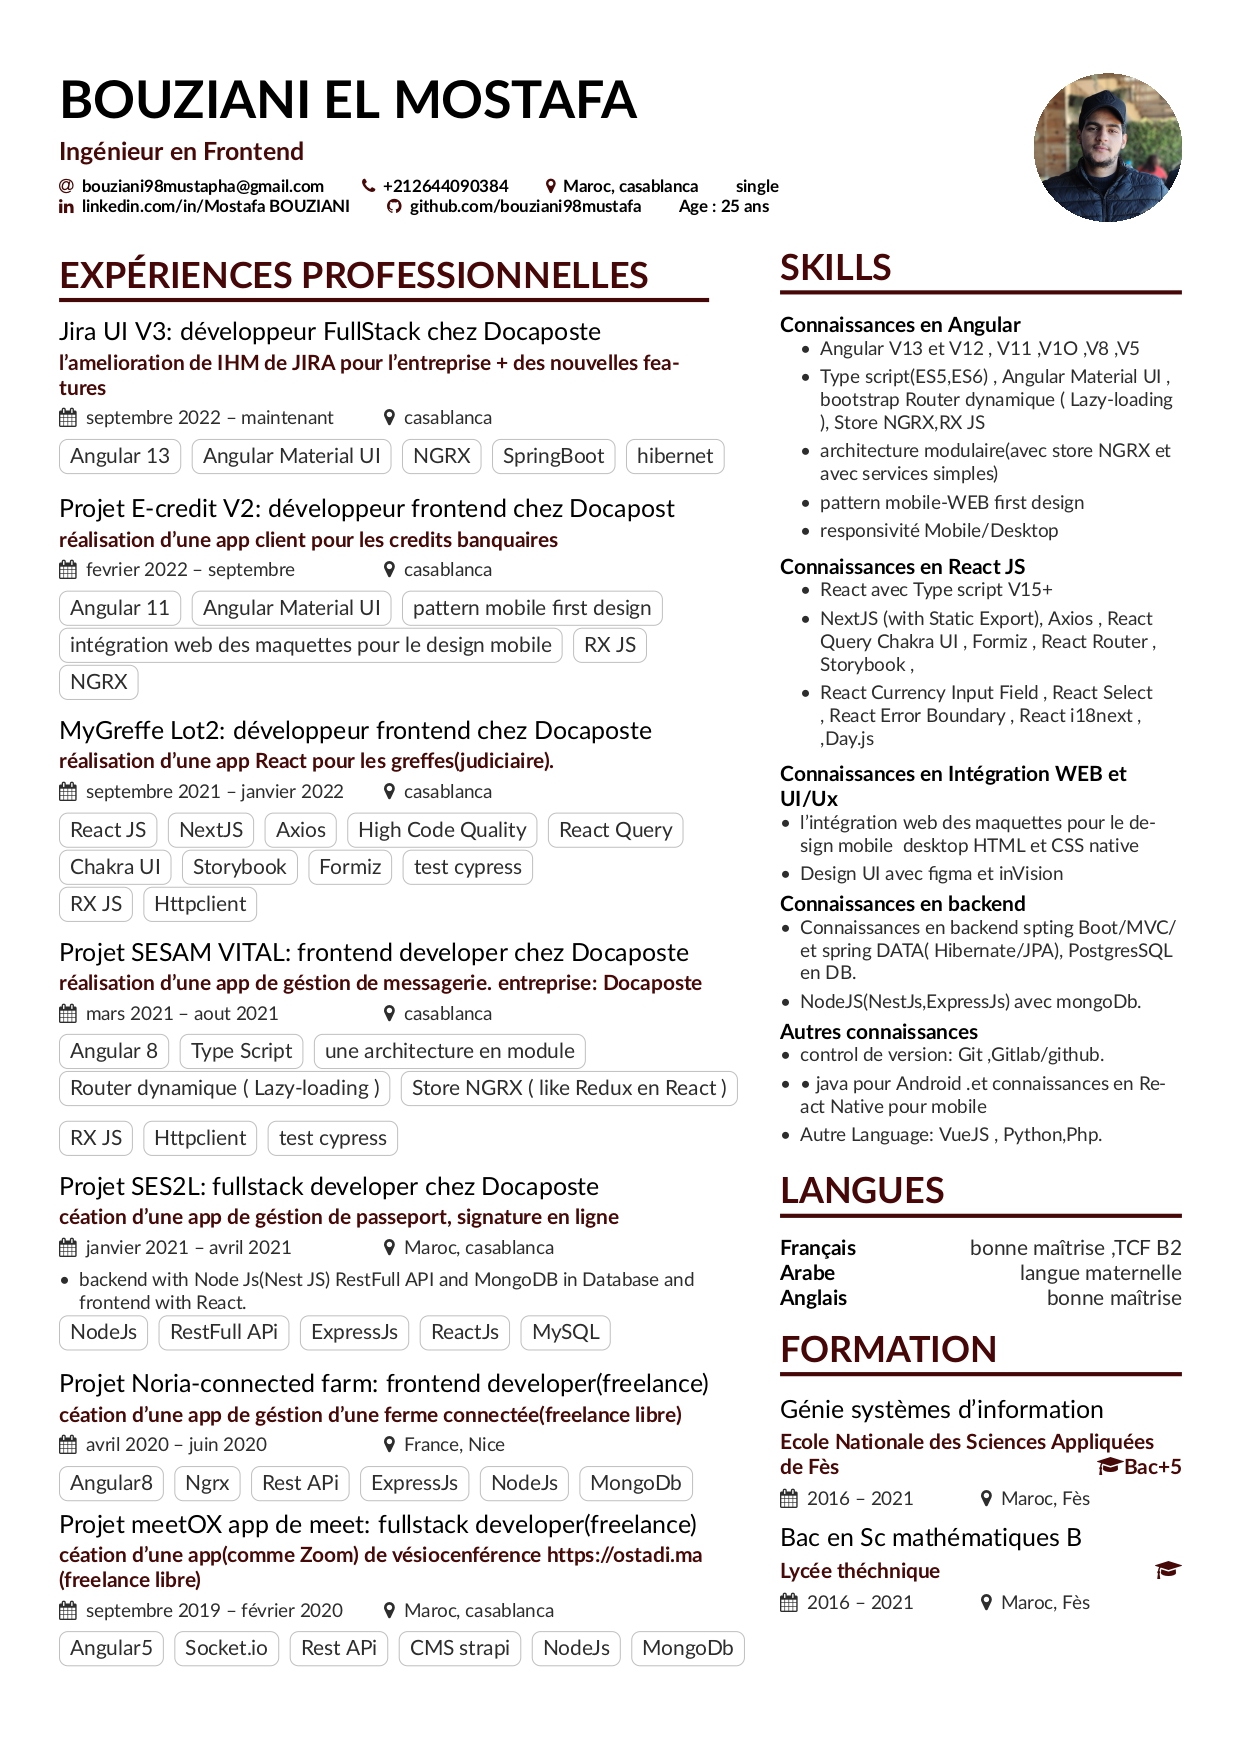 BOUZIANI EL MOSTAFA
Ingénieur en Frontend
@ bouziani98mustapha@gmail.com +212644090384 Maroc, casablanca single
linkedin.com/in/Mostafa BOUZIANI github.com/bouziani98mustafa Age : 25 ans
EXPÉRIENCES PROFESSIONNELLES
Jira UI V3: développeur FullStack chez Docaposte
l’amelioration de IHM de JIRA pour l’entreprise + des nouvelles fea-
tures
septembre 2022 – maintenant casablanca
Angular 13 Angular Material UI NGRX SpringBoot hibernet
Projet E-credit V2: développeur frontend chez Docapost
réalisation d’une app client pour les credits banquaires
fevrier 2022 – septembre casablanca
Angular 11 Angular Material UI pattern mobile first design
intégration web des maquettes pour le design mobile RX JS
NGRX
MyGreffe Lot2: développeur frontend chez Docaposte
réalisation d’une app React pour les greffes(judiciaire).
septembre 2021 – janvier 2022 casablanca
React JS NextJS Axios High Code Quality React Query
Chakra UI Storybook Formiz test cypress
RX JS Httpclient
Projet SESAM VITAL: frontend developer chez Docaposte
réalisation d’une app de géstion de messagerie. entreprise: Docaposte
mars 2021 – aout 2021 casablanca
Angular 8 Type Script une architecture en module
Router dynamique ( Lazy-loading ) Store NGRX ( like Redux en React )
RX JS Httpclient test cypress
Projet SES2L: fullstack developer chez Docaposte
céation d’une app de géstion de passeport, signature en ligne
janvier 2021 – avril 2021 Maroc, casablanca
• backend with Node Js(Nest JS) RestFull API and MongoDB in Database and
frontend with React.
NodeJs RestFull APi ExpressJs ReactJs MySQL
Projet Noria-connected farm: frontend developer(freelance)
céation d’une app de géstion d’une ferme connectée(freelance libre)
avril 2020 – juin 2020 France, Nice
Angular8 Ngrx Rest APi ExpressJs NodeJs MongoDb
Projet meetOX app de meet: fullstack developer(freelance)
céation d’une app(comme Zoom) de vésiocenférence https://ostadi.ma
(freelance libre)
septembre 2019 – février 2020 Maroc, casablanca
Angular5 Socket.io Rest APi CMS strapi NodeJs MongoDb
SKILLS
Connaissances en Angular
• Angular V13 et V12 , V11 ,V1O ,V8 ,V5
• Type script(ES5,ES6) , Angular Material UI ,
bootstrap Router dynamique ( Lazy-loading
), Store NGRX,RX JS
• architecture modulaire(avec store NGRX et
avec services simples)
• pattern mobile-WEB first design
• responsivité Mobile/Desktop
Connaissances en React JS
• React avec Type script V15+
• NextJS (with Static Export), Axios , React
Query Chakra UI , Formiz , React Router ,
Storybook ,
• React Currency Input Field , React Select
, React Error Boundary , React i18next ,
,Day.js
Connaissances en Intégration WEB et
UI/Ux
• l’intégration web des maquettes pour le de-
sign mobile desktop HTML et CSS native
• Design UI avec figma et inVision
Connaissances en backend
• Connaissances en backend spting Boot/MVC/
et spring DATA( Hibernate/JPA), PostgresSQL
en DB.
• NodeJS(NestJs,ExpressJs) avec mongoDb.
Autres connaissances
• control de version: Git ,Gitlab/github.
• • java pour Android .et connaissances en Re-
act Native pour mobile
• Autre Language: VueJS , Python,Php.
LANGUES
Français bonne maîtrise ,TCF B2
Arabe langue maternelle
Anglais bonne maîtrise
FORMATION
Génie systèmes d’information
Ecole Nationale des Sciences Appliquées
de Fès Bac+5
2016 – 2021 Maroc, Fès
Bac en Sc mathématiques B
Lycée théchnique
2016 – 2021 Maroc, Fès